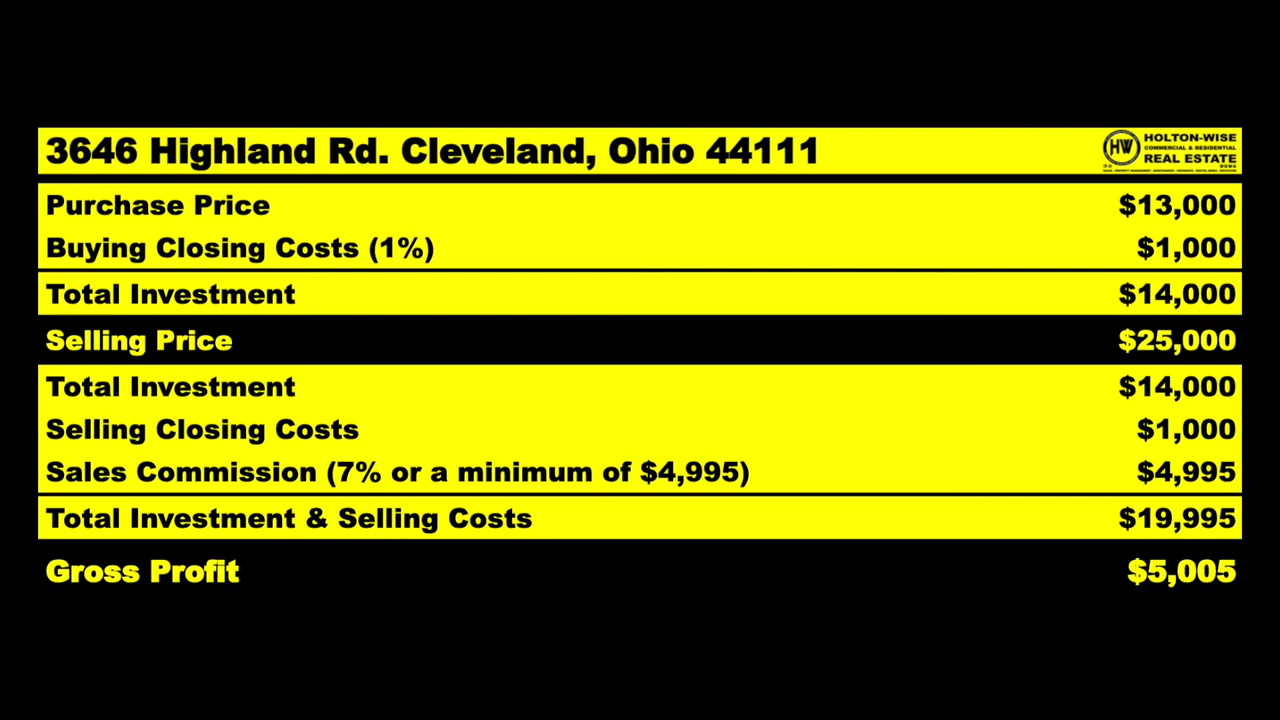 3646 Highland Rd. Cleveland, Ohio 44111
HW
HOLTON-WISE
COMMERCIAL & RESIDENTIAL
REAL ESTATE
Purchase Price $13,000
Buying Closing Costs (1%) $1,000
Total Investment $14,000
Selling Price $25,000
Total Investment $14,000
Selling Closing Costs $1,000
Sales Commission (7% or a minimum of $4,995) $4,995
Total Investment & Selling Costs $19,995
Gross Profit $5,005